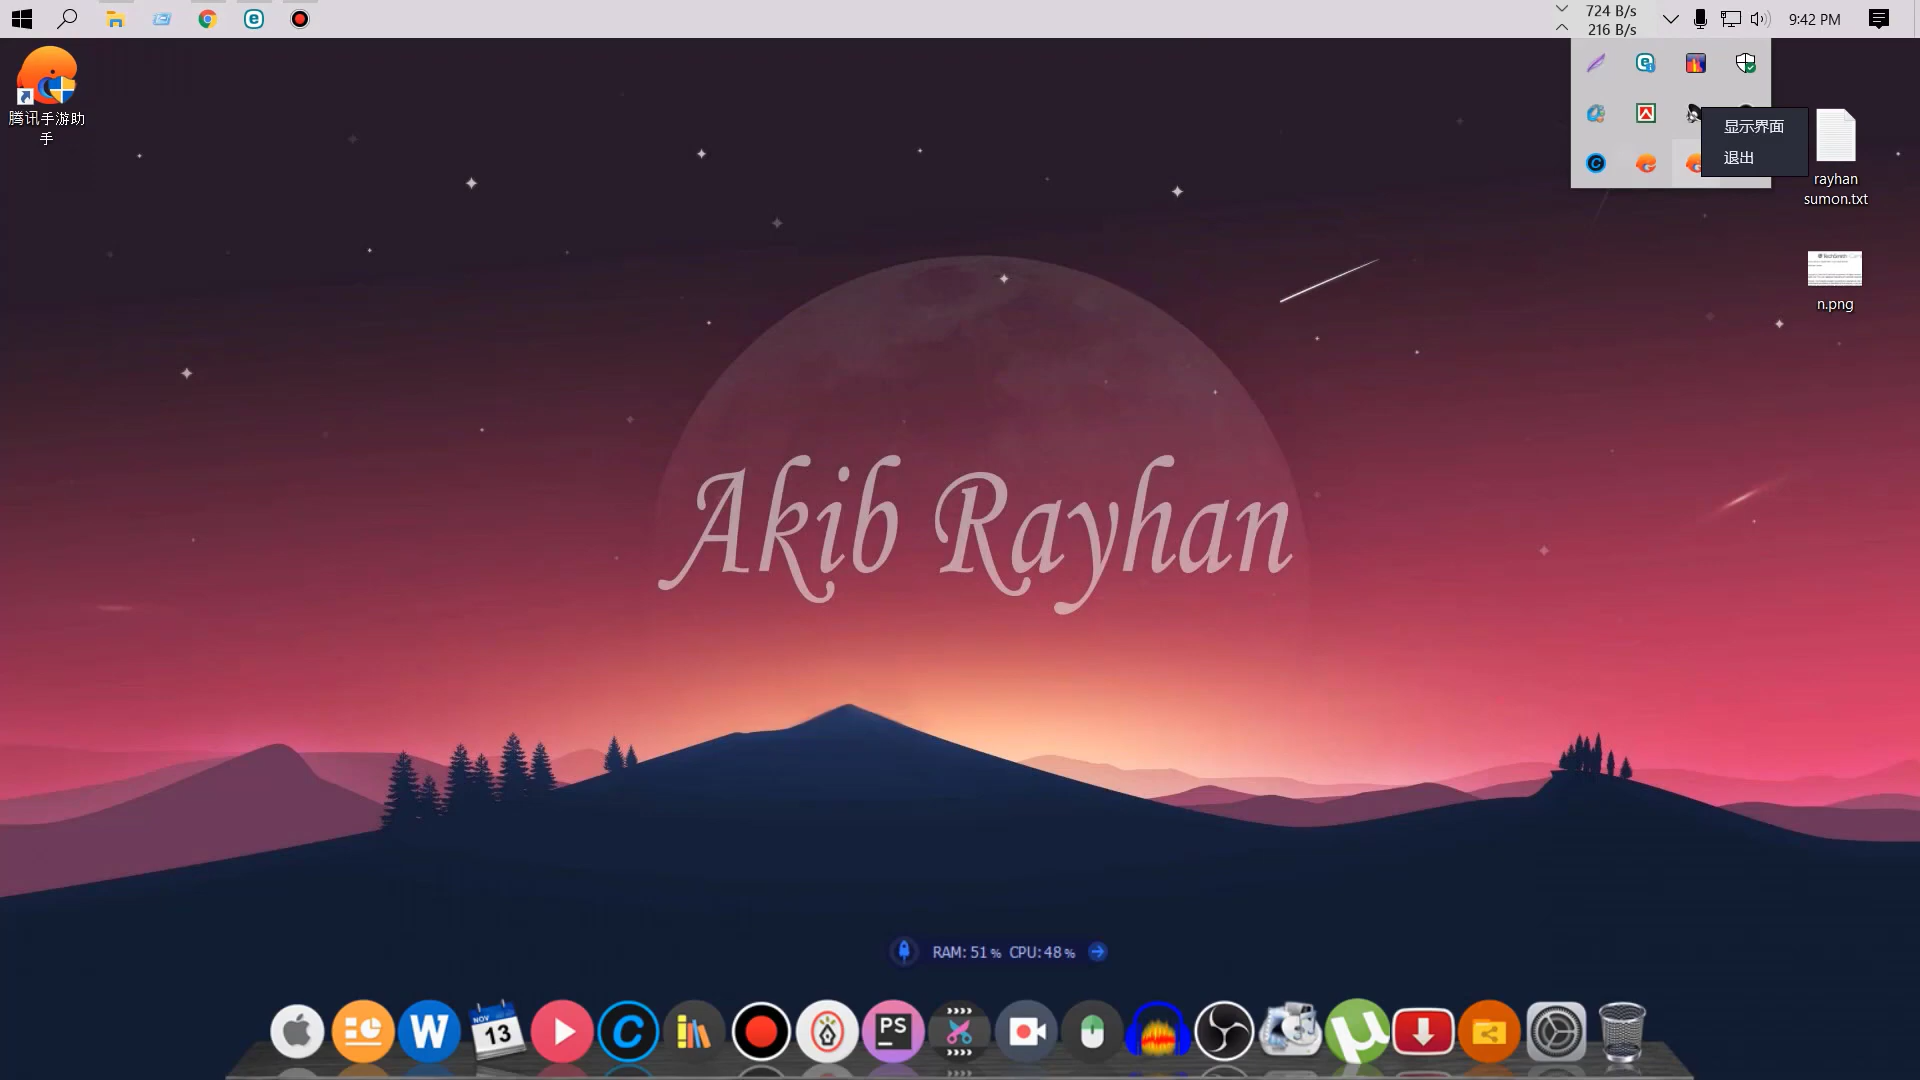 724 B/s
216 B/s
9:42 PM
腾讯手游助
手
显示界面
退出
rayhan
sumon.txt
n.png
Akib Rayhan
RAM: 51 % CPU: 48 %
W
NOV
13
C
PS